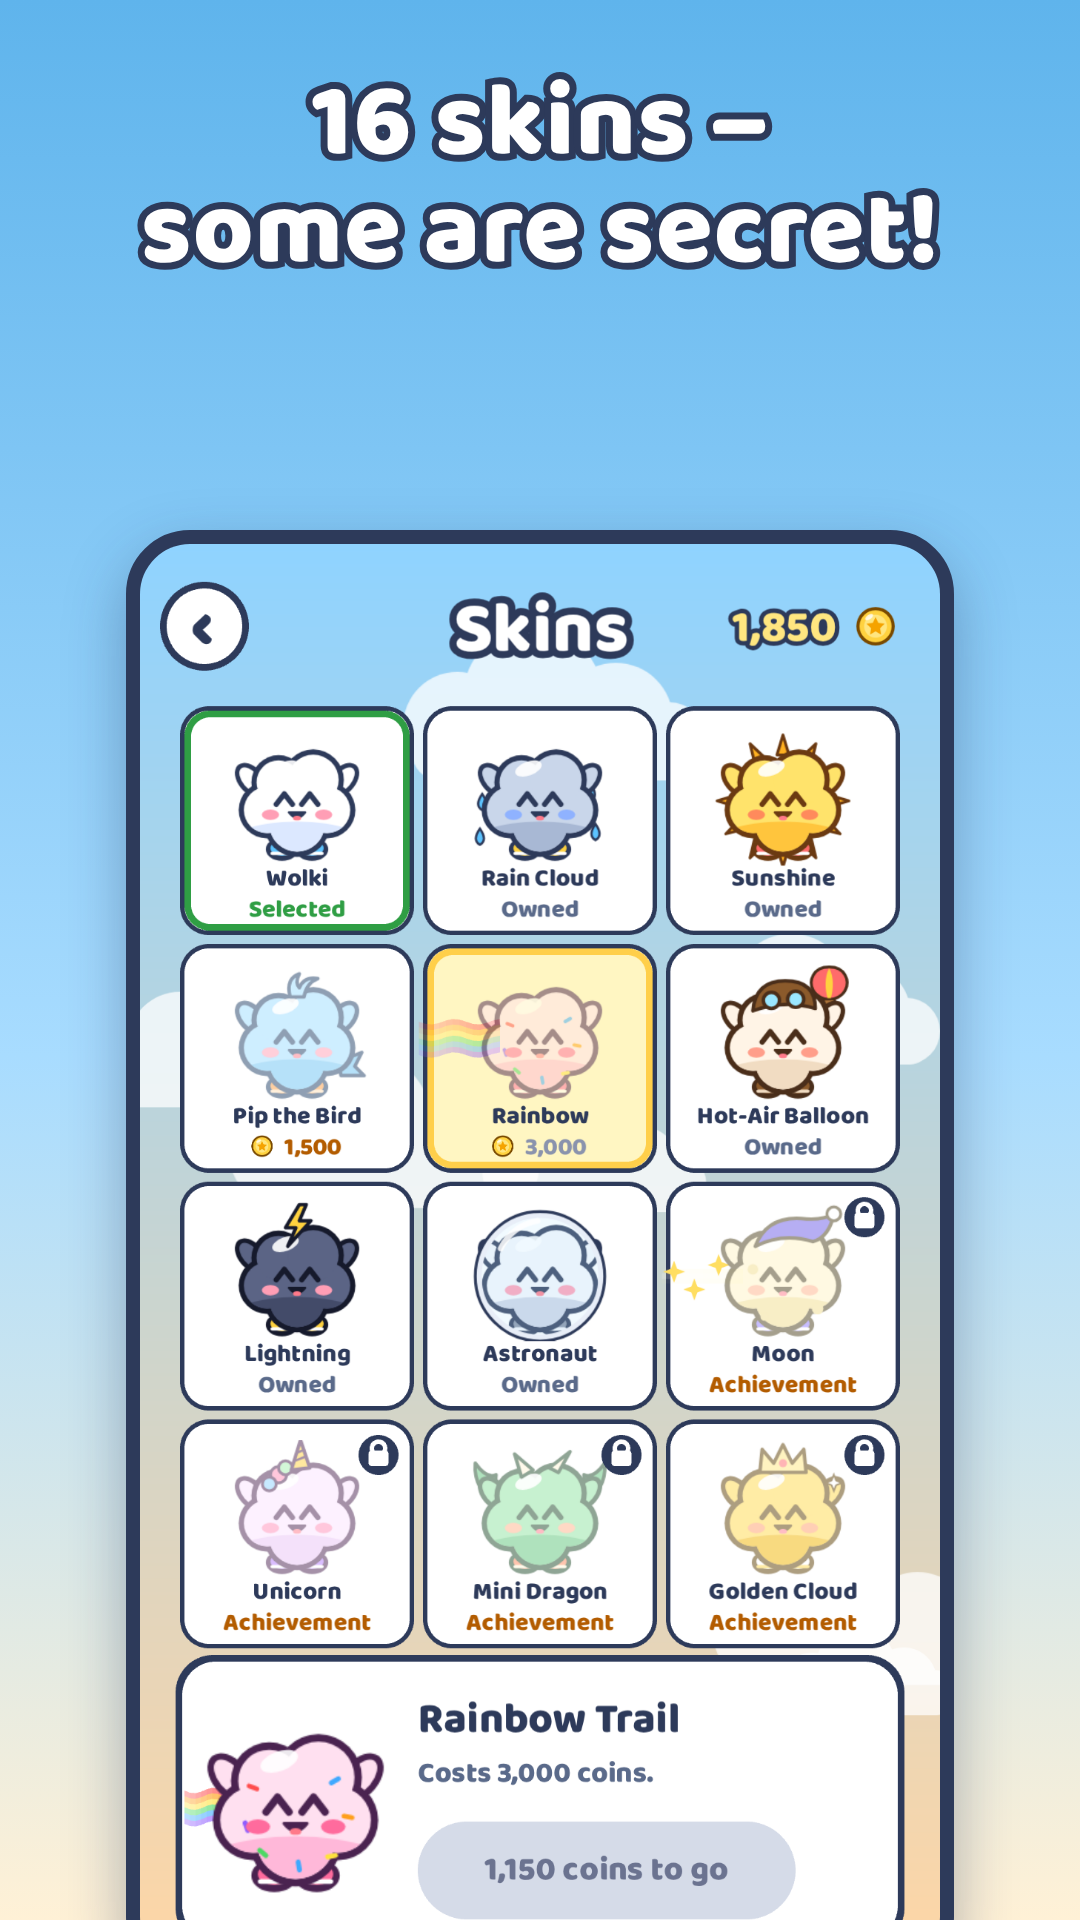 16 skins –
some are secret!
Skins
1,850
Wolki
Selected
Rain Cloud
Owned
Sunshine
Owned
Pip the Bird
1,500
Rainbow
3,000
Hot-Air Balloon
Owned
Lightning
Owned
Astronaut
Owned
Moon
Achievement
Unicorn
Achievement
Mini Dragon
Achievement
Golden Cloud
Achievement
Rainbow Trail
Costs 3,000 coins.
1,150 coins to go